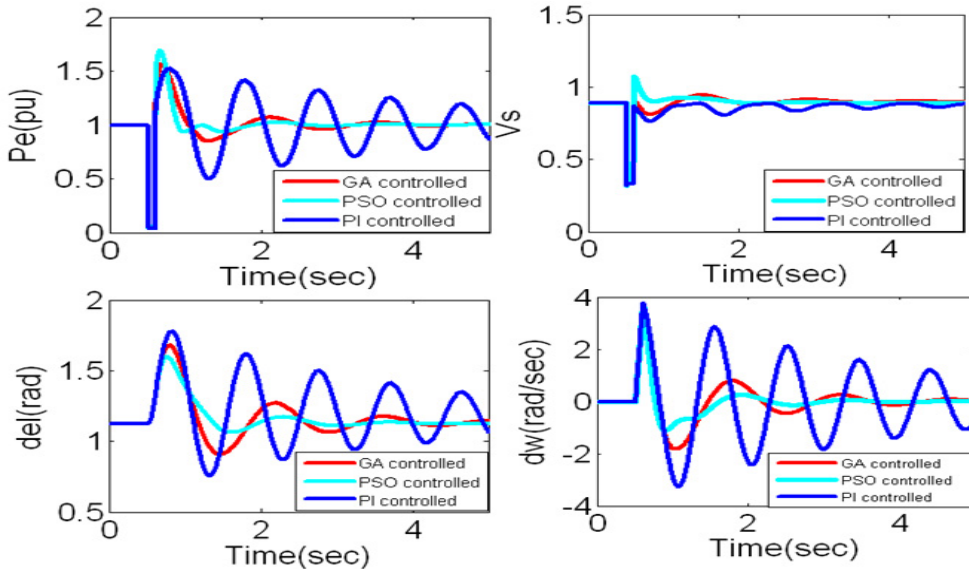 2
1.5
1
0.5
0
Pe(pu)
GA controlled
PSO controlled
PI controlled
0 2 4
Time(sec)
1.5
1
0.5
0
Vs
GA controlled
PSO controlled
PI controlled
0 2 4
Time(sec)
2
1.5
1
0.5
del(rad)
GA controlled
PSO controlled
PI controlled
0 2 4
Time(sec)
4
2
0
-2
-4
dw(rad/sec)
GA controlled
PSO controlled
PI controlled
0 2 4
Time(sec)